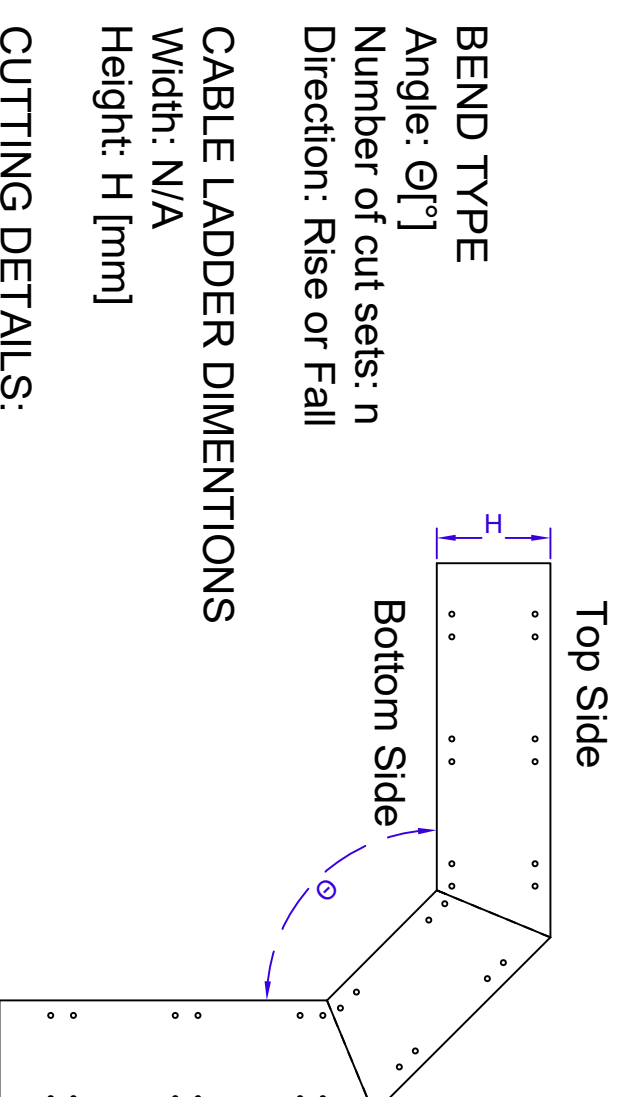 BEND TYPE
Angle: Θ[°]
Number of cut sets: n
Direction: Rise or Fall
CABLE LADDER DIMENTIONS
Width: N/A
Height: H [mm]
CUTTING DETAILS:
Top Side
H
Bottom Side
Θ